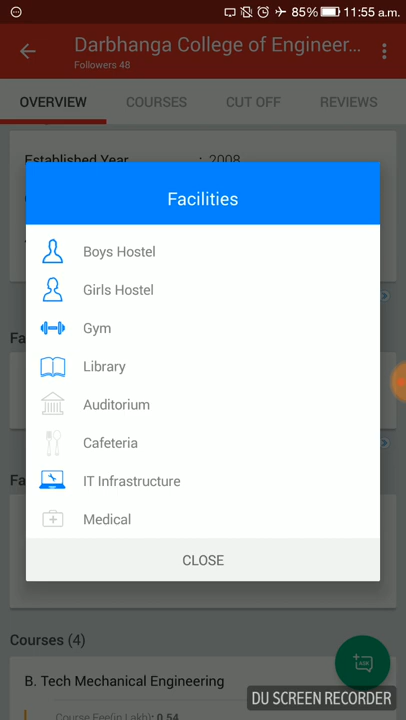 85% 11:55 a.m.
Darbhanga College of Engineer...
Followers 48
OVERVIEW COURSES CUT OFF REVIEWS
Established Year : 2008
Facilities
Boys Hostel
Girls Hostel
Gym
Library
Auditorium
Cafeteria
IT Infrastructure
Medical
CLOSE
Courses (4)
ASK
B. Tech Mechanical Engineering
Course Fee(in Lakh): 0.54
DU SCREEN RECORDER